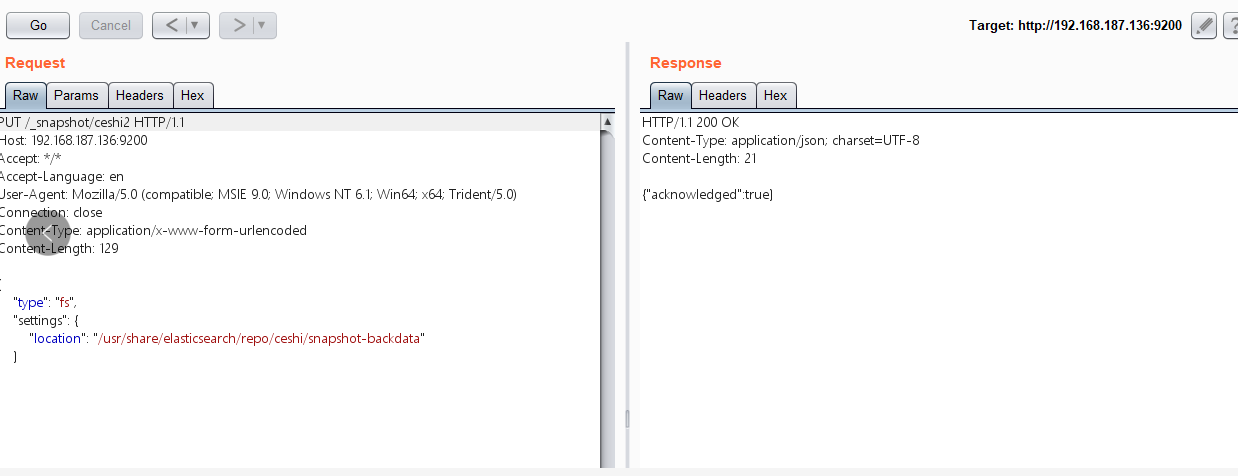 Go
Cancel
<
>
Target: http://192.168.187.136:9200
?
Request
Raw
Params
Headers
Hex
PUT /_snapshot/ceshi2 HTTP/1.1
Host: 192.168.187.136:9200
Accept: */*
Accept-Language: en
User-Agent: Mozilla/5.0 (compatible; MSIE 9.0; Windows NT 6.1; Win64; x64; Trident/5.0)
Connection: close
Content-Type: application/x-www-form-urlencoded
Content-Length: 129
{
"type": "fs",
"settings": {
"location": "/usr/share/elasticsearch/repo/ceshi/snapshot-backdata"
}
Response
Raw
Headers
Hex
HTTP/1.1 200 OK
Content-Type: application/json; charset=UTF-8
Content-Length: 21
{"acknowledged":true}